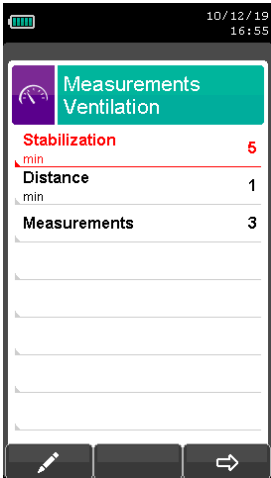 10/12/19
16:55
Measurements
Ventilation
Stabilization 5
min
Distance 1
min
Measurements 3